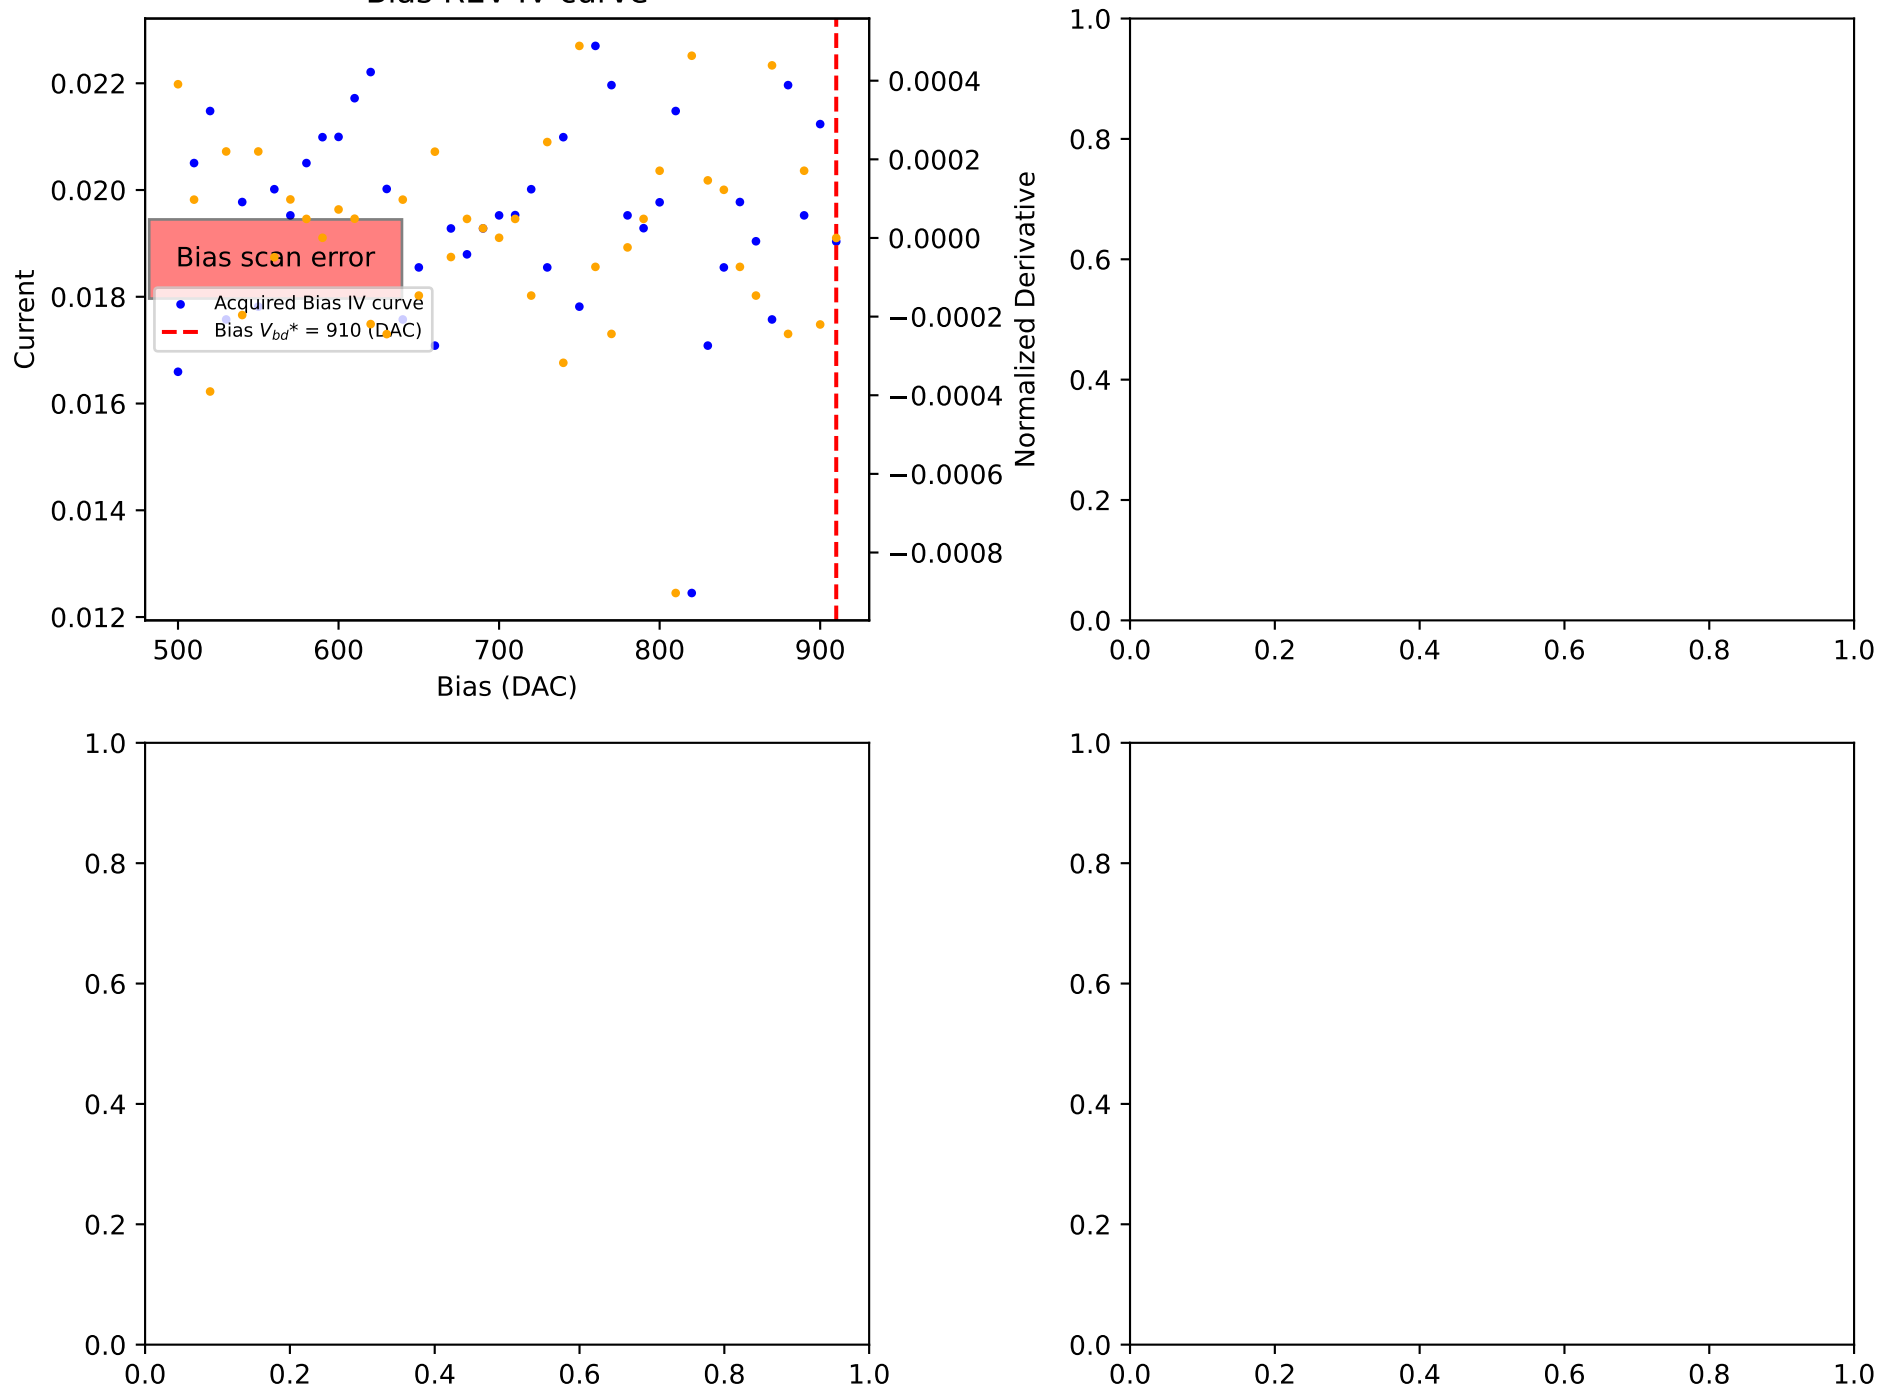 Bias REV IV curve
0.022
0.020
0.018
0.016
0.014
0.012
Current
Bias scan error
Acquired Bias IV curve
Bias V_bd* = 910 (DAC)
0.0004
0.0002
0.0000
−0.0002
−0.0004
−0.0006
−0.0008
Normalized Derivative
500 600 700 800 900
Bias (DAC)
1.0
0.8
0.6
0.4
0.2
0.0
0.0 0.2 0.4 0.6 0.8 1.0
1.0
0.8
0.6
0.4
0.2
0.0
0.0 0.2 0.4 0.6 0.8 1.0
1.0
0.8
0.6
0.4
0.2
0.0
0.0 0.2 0.4 0.6 0.8 1.0